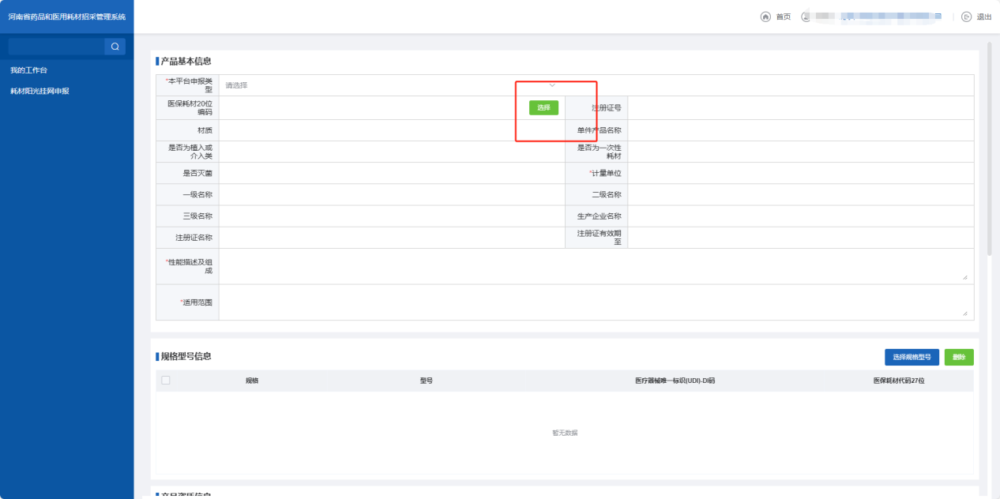 河南省药品和医用耗材招采管理系统
首页
退出
我的工作台
耗材阳光挂网申报
产品基本信息
*本平台申报类
型
请选择
医保耗材20位
编码
选择
注册证号
材质
单件产品名称
是否为植入或
介入类
是否为一次性
耗材
是否灭菌
*计量单位
一级名称
二级名称
三级名称
生产企业名称
注册证名称
注册证有效期
至
*性能描述及组
成
*适用范围
规格型号信息
选择规格型号
删除
规格
型号
医疗器械唯一标识(UDI)-DI码
医保耗材代码27位
暂无数据
产品资质信息